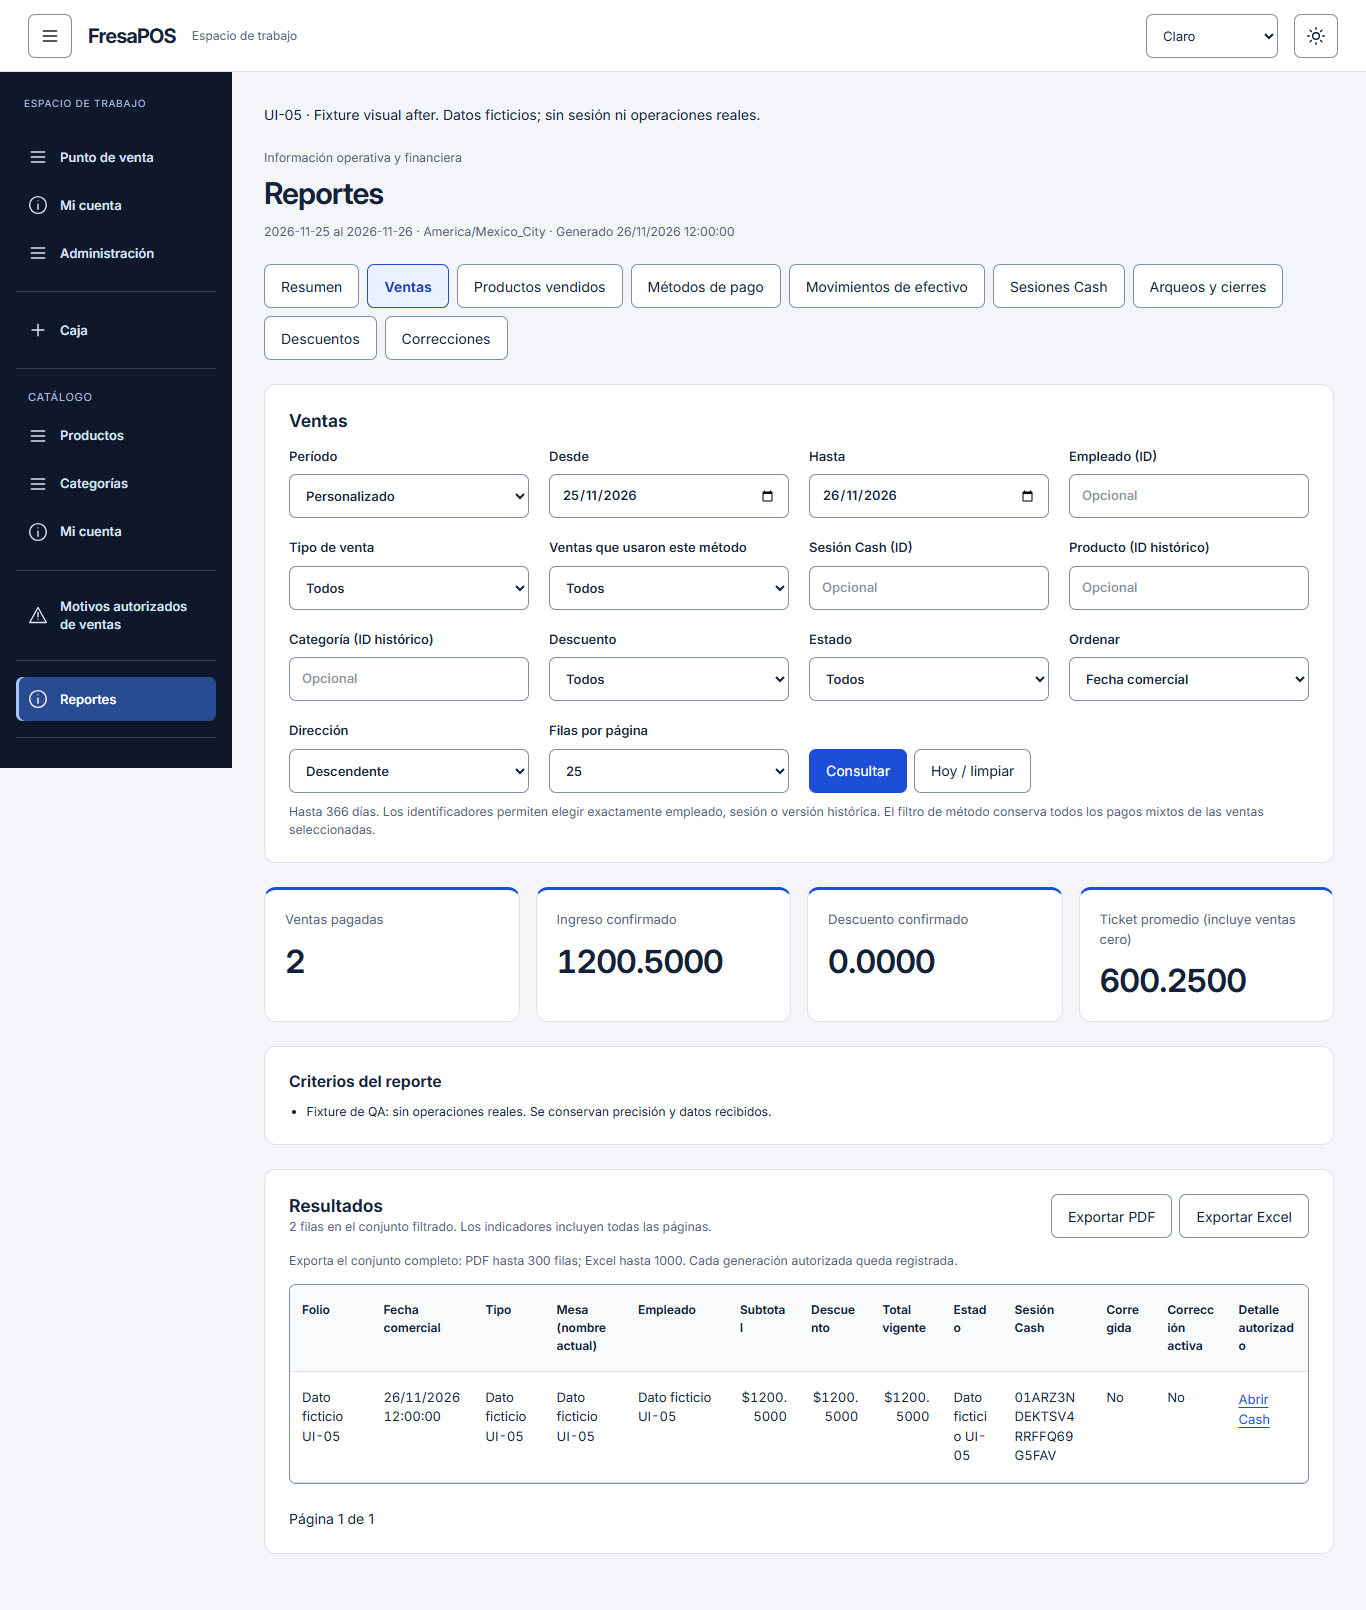 FresaPOS
Espacio de trabajo
Claro
ESPACIO DE TRABAJO
Punto de venta
Mi cuenta
Administración
Caja
CATÁLOGO
Productos
Categorías
Mi cuenta
Motivos autorizados
de ventas
Reportes
UI-05 · Fixture visual after. Datos ficticios; sin sesión ni operaciones reales.
Información operativa y financiera
Reportes
2026-11-25 al 2026-11-26 · America/Mexico_City · Generado 26/11/2026 12:00:00
Resumen
Ventas
Productos vendidos
Métodos de pago
Movimientos de efectivo
Sesiones Cash
Arqueos y cierres
Descuentos
Correcciones
Ventas
Período
Desde
Hasta
Empleado (ID)
Personalizado
25/11/2026
26/11/2026
Opcional
Tipo de venta
Ventas que usaron este método
Sesión Cash (ID)
Producto (ID histórico)
Todos
Todos
Opcional
Opcional
Categoría (ID histórico)
Descuento
Estado
Ordenar
Opcional
Todos
Todos
Fecha comercial
Dirección
Filas por página
Descendente
25
Consultar
Hoy / limpiar
Hasta 366 días. Los identificadores permiten elegir exactamente empleado, sesión o versión histórica. El filtro de método conserva todos los pagos mixtos de las ventas
seleccionadas.
Ventas pagadas
2
Ingreso confirmado
1200.5000
Descuento confirmado
0.0000
Ticket promedio (incluye ventas
cero)
600.2500
Criterios del reporte
• Fixture de QA: sin operaciones reales. Se conservan precisión y datos recibidos.
Resultados
2 filas en el conjunto filtrado. Los indicadores incluyen todas las páginas.
Exportar PDF
Exportar Excel
Exporta el conjunto completo: PDF hasta 300 filas; Excel hasta 1000. Cada generación autorizada queda registrada.
Folio
Fecha
comercial
Tipo
Mesa
(nombre
actual)
Empleado
Subtota
l
Descue
nto
Total
vigente
Estad
o
Sesión
Cash
Corre
gida
Correcc
ión
activa
Detalle
autorizad
o
Dato
ficticio
UI-05
26/11/2026
12:00:00
Dato
ficticio
UI-05
Dato
ficticio
UI-05
Dato ficticio
UI-05
$1200.
5000
$1200.
5000
$1200.
5000
Dato
fictici
o UI-
05
01ARZ3N
DEKTSV4
RRFFQ69
G5FAV
No
No
Abrir
Cash
Página 1 de 1